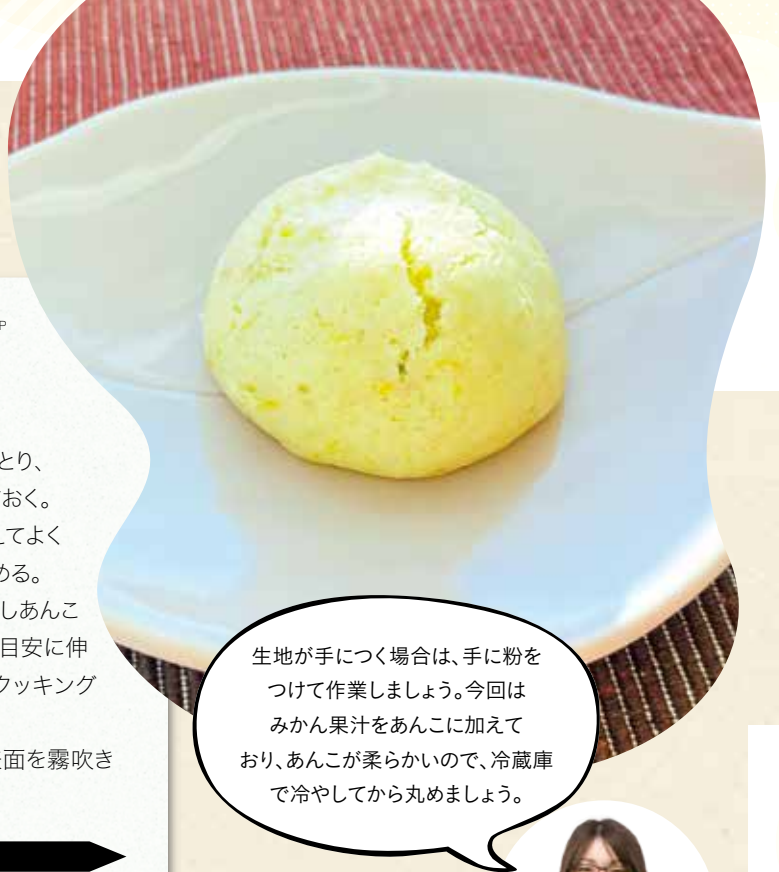 P
とり、
おく。
てよく
める。
しあんこ
目安に伸
クッキング
面を霧吹き
生地が手につく場合は、手に粉を
つけて作業しましょう。今回は
みかん果汁をあんこに加えて
おり、あんこが柔らかいので、冷蔵庫
で冷やしてから丸めましょう。